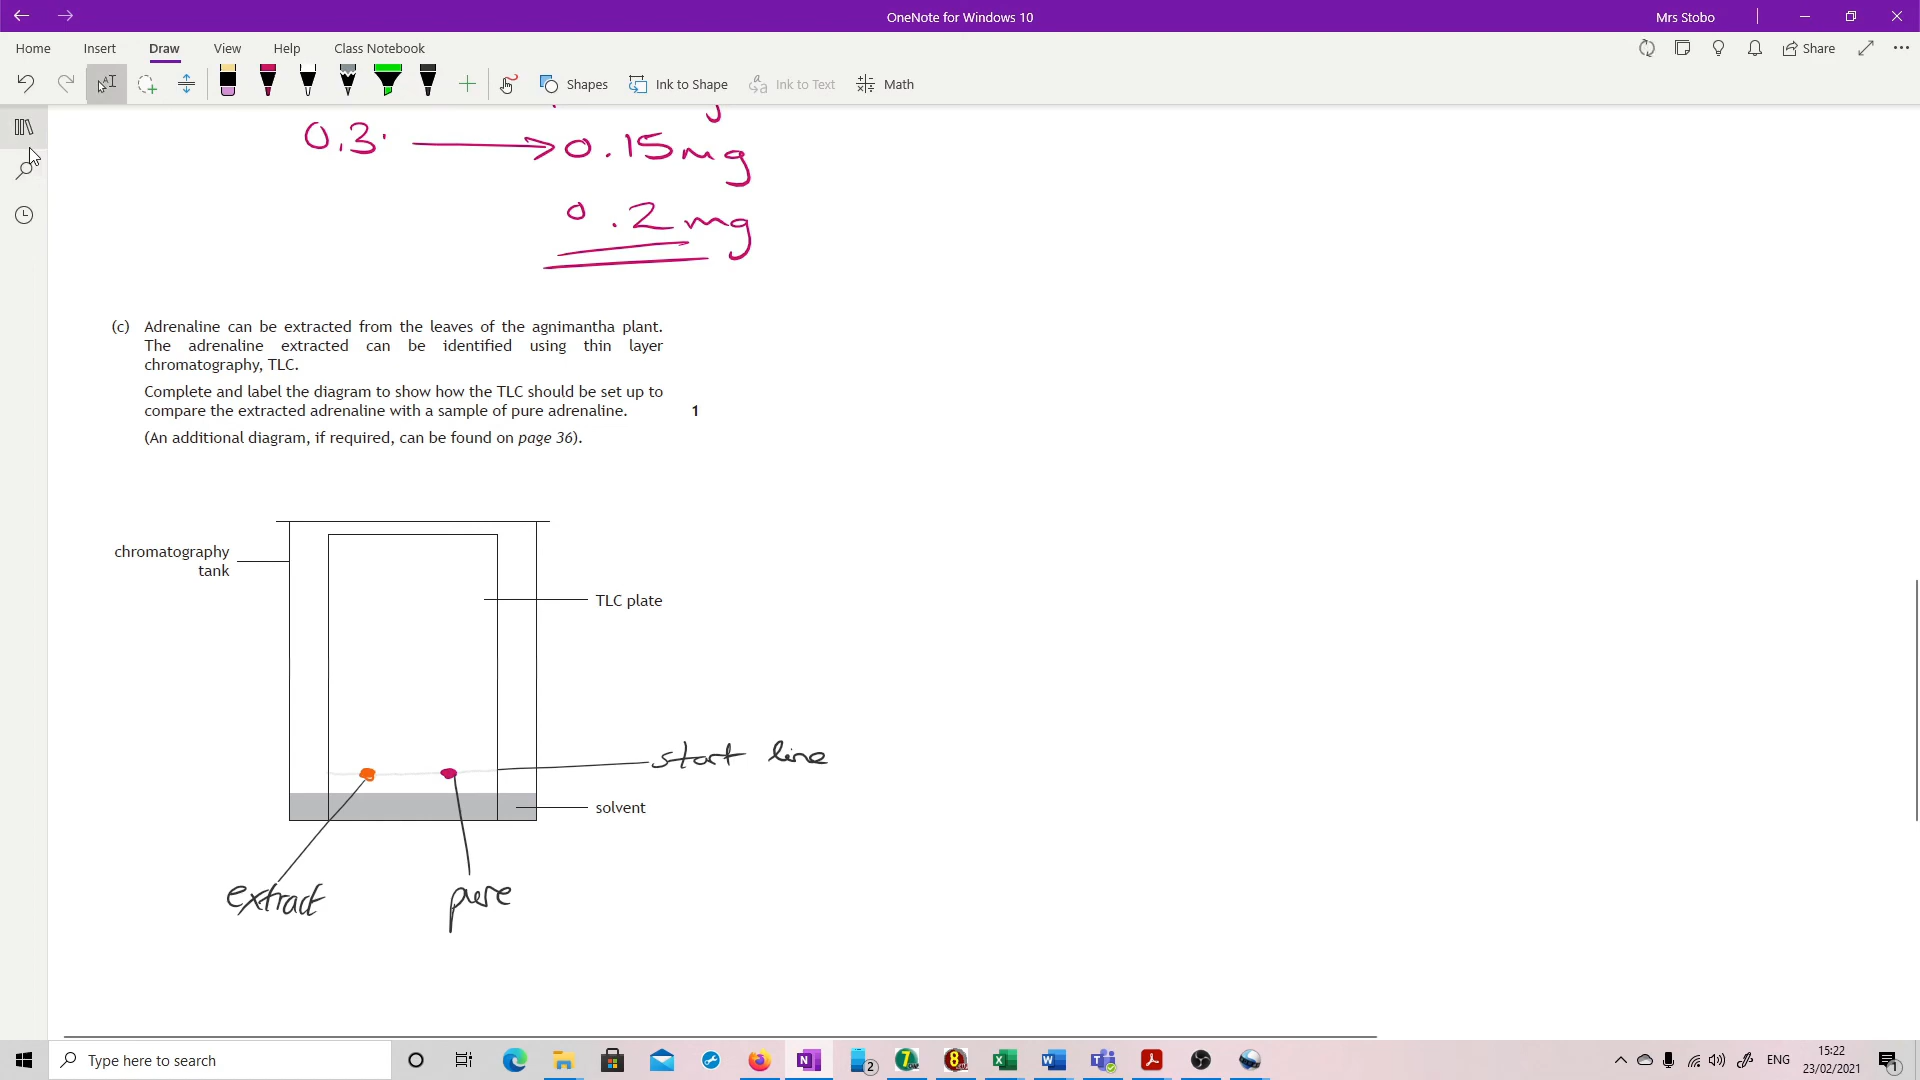 OneNote for Windows 10
Mrs Stobo
Home Insert Draw View Help Class Notebook
Share
Shapes Ink to Shape Ink to Text Math
0.3 0.15mg
0.2mg
(c) Adrenaline can be extracted from the leaves of the agnimantha plant.
The adrenaline extracted can be identified using thin layer
chromatography, TLC.
Complete and label the diagram to show how the TLC should be set up to
compare the extracted adrenaline with a sample of pure adrenaline. 1
(An additional diagram, if required, can be found on page 36).
chromatography
tank
TLC plate
start line
solvent
extract pure
Type here to search
2
7
8
ENG
15:22
23/02/2021
1